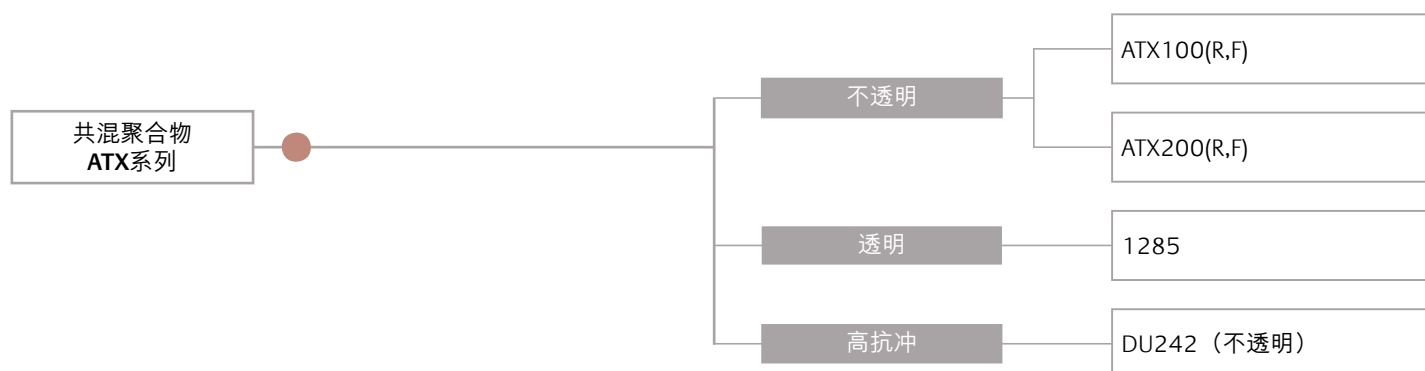 共混聚合物
ATX系列
不透明
ATX100(R,F)
ATX200(R,F)
透明
1285
高抗冲
DU242（不透明）